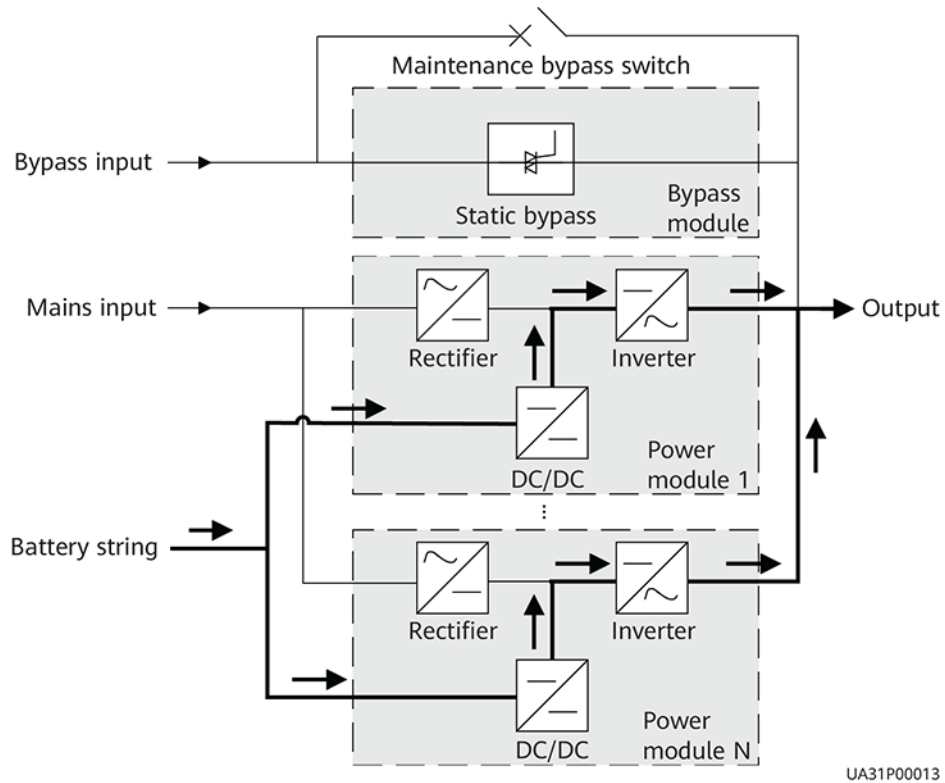 Maintenance bypass switch
Bypass input
Static bypass
Bypass
module
Mains input
Output
Rectifier
Inverter
DC/DC
Power
module 1
...
Battery string
Rectifier
Inverter
DC/DC
Power
module N
UA31P00013